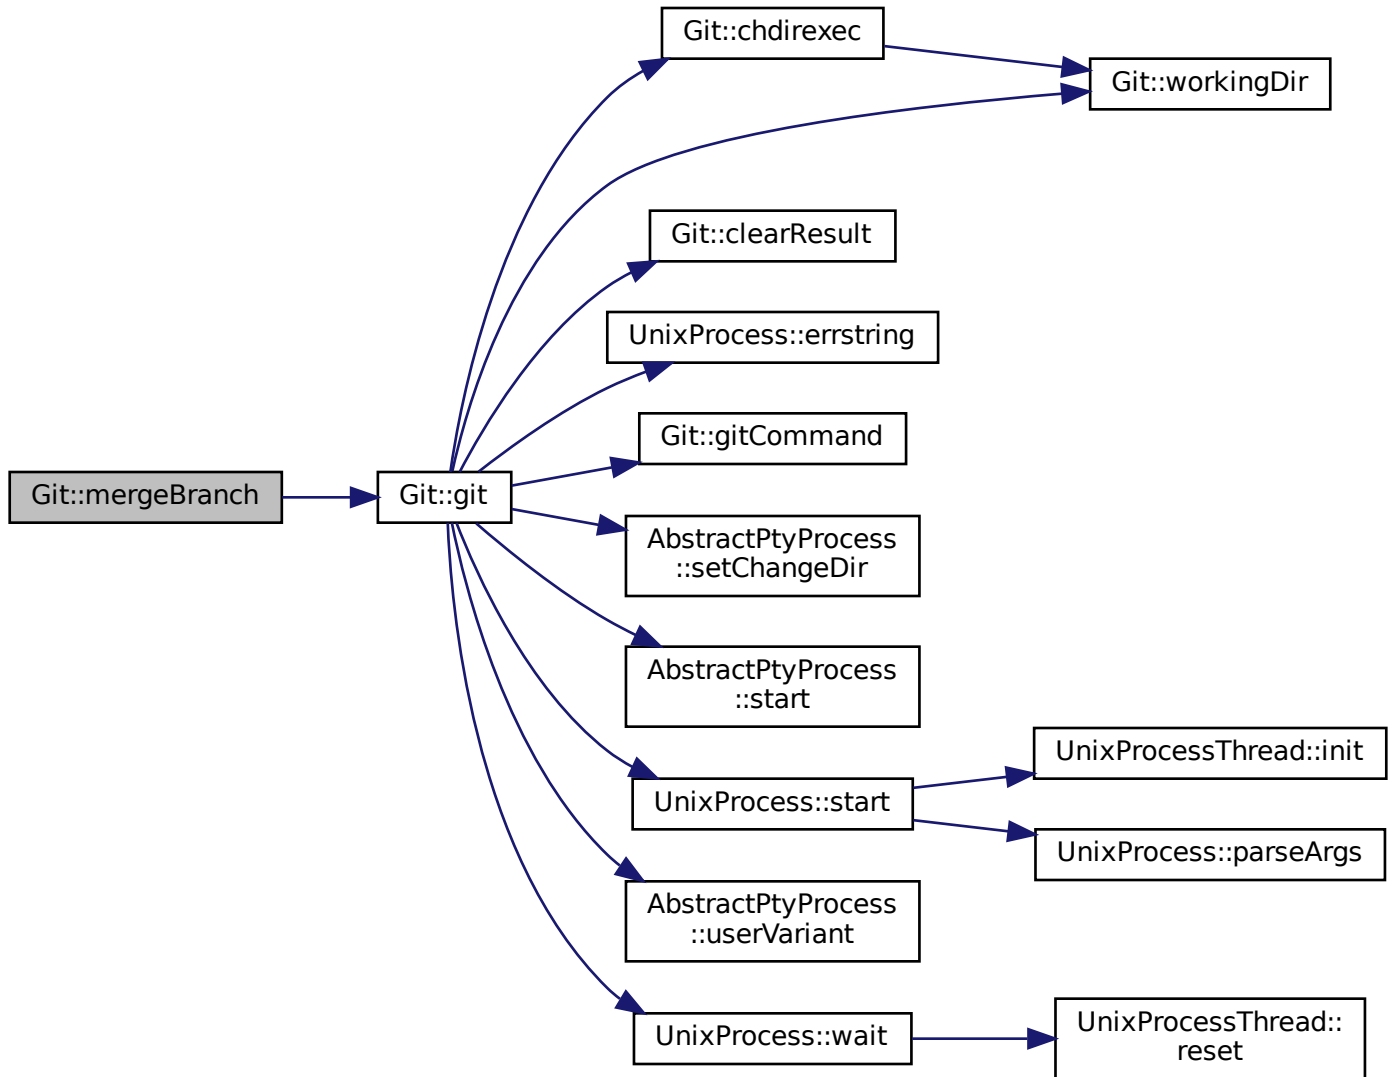 Git::chdirexec
Git::workingDir
Git::clearResult
UnixProcess::errstring
Git::gitCommand
Git::mergeBranch
Git::git
AbstractPtyProcess
::setChangeDir
AbstractPtyProcess
::start
UnixProcessThread::init
UnixProcess::start
UnixProcess::parseArgs
AbstractPtyProcess
::userVariant
UnixProcess::wait
UnixProcessThread::
reset